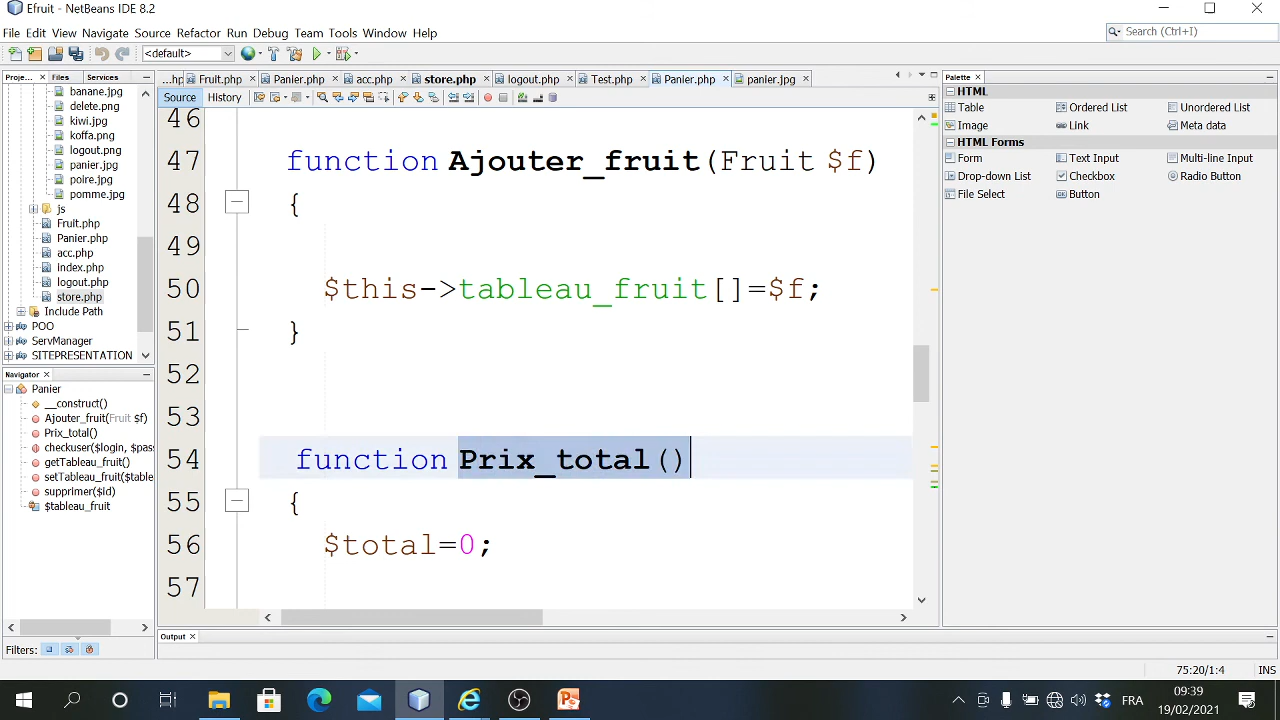 Efruit - NetBeans IDE 8.2
File Edit View Navigate Source Refactor Run Debug Team Tools Window Help
Search (Ctrl+I)
<default>
Proje... Files Services
...hp Fruit.php Panier.php acc.php store.php logout.php Test.php Panier.php panier.jpg
Palette
Source History
HTML
Table Ordered List Unordered List
Image Link Meta data
HTML Forms
Form Text Input Multi-line Input
Drop-down List Checkbox Radio Button
File Select Button
banane.jpg
delete.png
kiwi.jpg
koffa.png
logout.png
panier.jpg
poire.jpg
pomme.jpg
js
Fruit.php
Panier.php
acc.php
index.php
logout.php
store.php
Include Path
POO
ServManager
SITEPRESENTATION
Navigator
Panier
__construct()
Ajouter_fruit(Fruit $f)
Prix_total()
checkuser($login, $pas
getTableau_fruit()
setTableau_fruit($table
supprimer($id)
$tableau_fruit
Filters:
46
47 function Ajouter_fruit(Fruit $f)
48 {
49
50 $this->tableau_fruit[]=$f;
51 }
52
53
54 function Prix_total()
55 {
56 $total=0;
57
Output
75:20/1:4 INS
FRA
09:39
19/02/2021